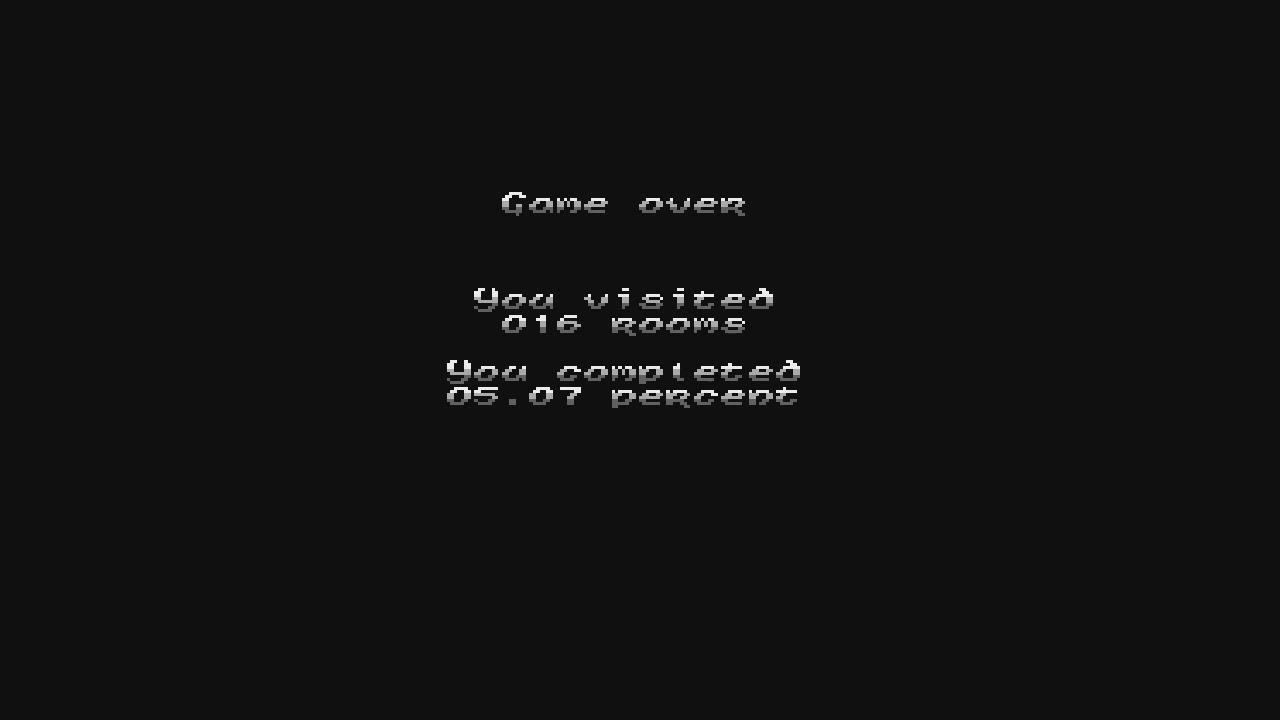 Game over
You visited
016 rooms
You completed
05.07 percent